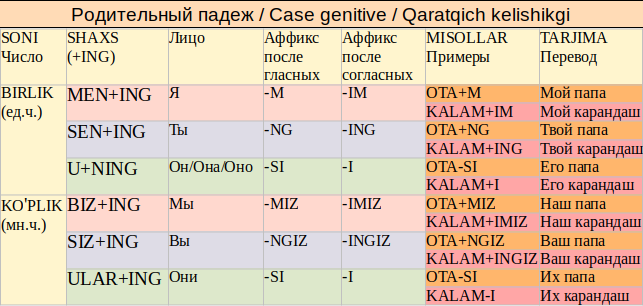 Родительный падеж / Case genitive / Qaratqich kelishikgi
SONI SHAXS Лицо Аффикс Аффикс MISOLLAR TARJIMA
Число (+ING) после после Примеры Перевод
гласных согласных
BIRLIK MEN+ING Я -M -IM OTA+M Мой папа
(ед.ч.) KALAM+IM Мой карандаш
SEN+ING Ты -NG -ING OTA+NG Твой папа
KALAM+ING Твой карандаш
U+NING Он/Она/Оно -SI -I OTA-SI Его папа
KALAM+I Его карандаш
KO'PLIK BIZ+ING Мы -MIZ -IMIZ OTA+MIZ Наш папа
(мн.ч.) KALAM+IMIZ Наш карандаш
SIZ+ING Вы -NGIZ -INGIZ OTA+NGIZ Ваш папа
KALAM+INGIZ Ваш карандаш
ULAR+ING Они -SI -I OTA-SI Их папа
KALAM-I Их карандаш